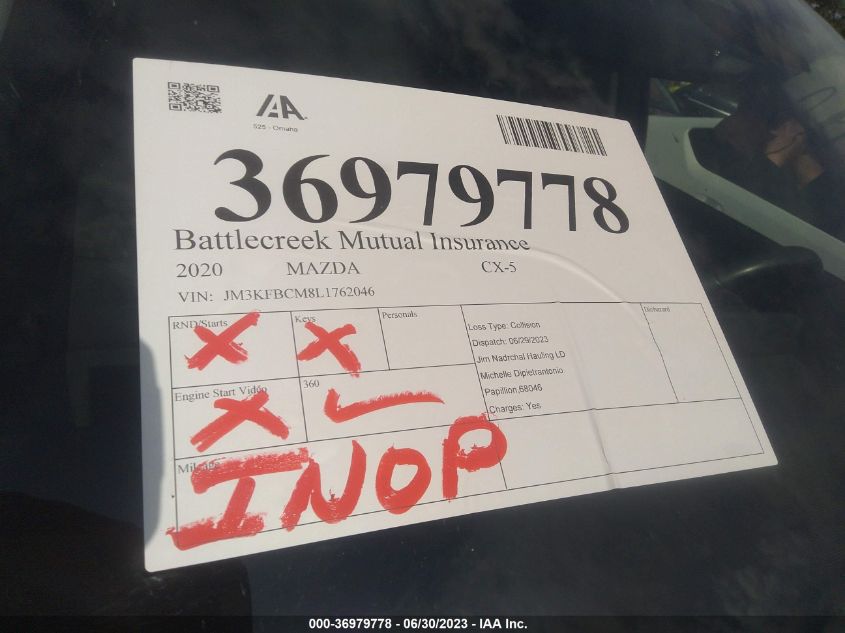 IAA
525 - Omaha
36979778
Battlecreek Mutual Insurance
2020 MAZDA CX-5
VIN: JM3KFBCM8L1762046
RND/Starts
Keys
Personals
Loss Type: Collision
Dispatch: 06/29/2023
Jim Nadrchal Hauling LD
Michelle Dipietrantonio
Papillion,68046
Charges: Yes
Biohazard
Engine Start Video
360
Mileage
INOP
000-36979778 - 06/30/2023 - IAA Inc.